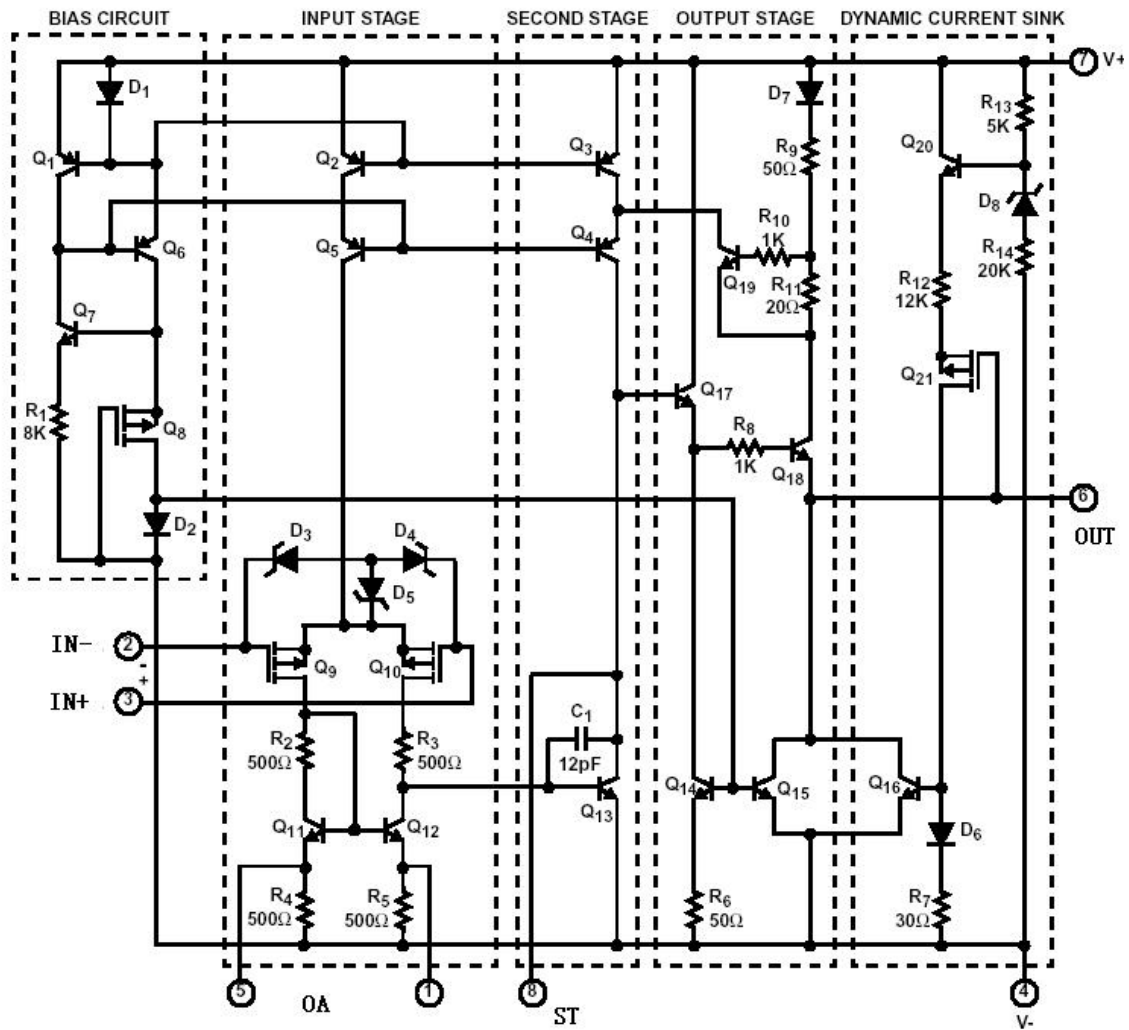 BIAS CIRCUIT
INPUT STAGE
SECOND STAGE
OUTPUT STAGE
DYNAMIC CURRENT SINK
7 V+
D1
D7
R13
5K
Q1
Q2
Q3
R9
50Ω
Q20
D8
R10
1K
Q6
Q5
Q4
Q19
R11
20Ω
R14
20K
R12
12K
Q7
Q21
Q17
R1
8K
Q8
R8
1K
Q18
6
OUT
D2
D3
D4
D5
IN- 2
-
+
IN+ 3
Q9
Q10
C1
12pF
R2
500Ω
R3
500Ω
Q13
Q14
Q15
Q16
Q11
Q12
D6
R4
500Ω
R5
500Ω
R6
50Ω
R7
30Ω
5
OA
1
8
ST
4
V-